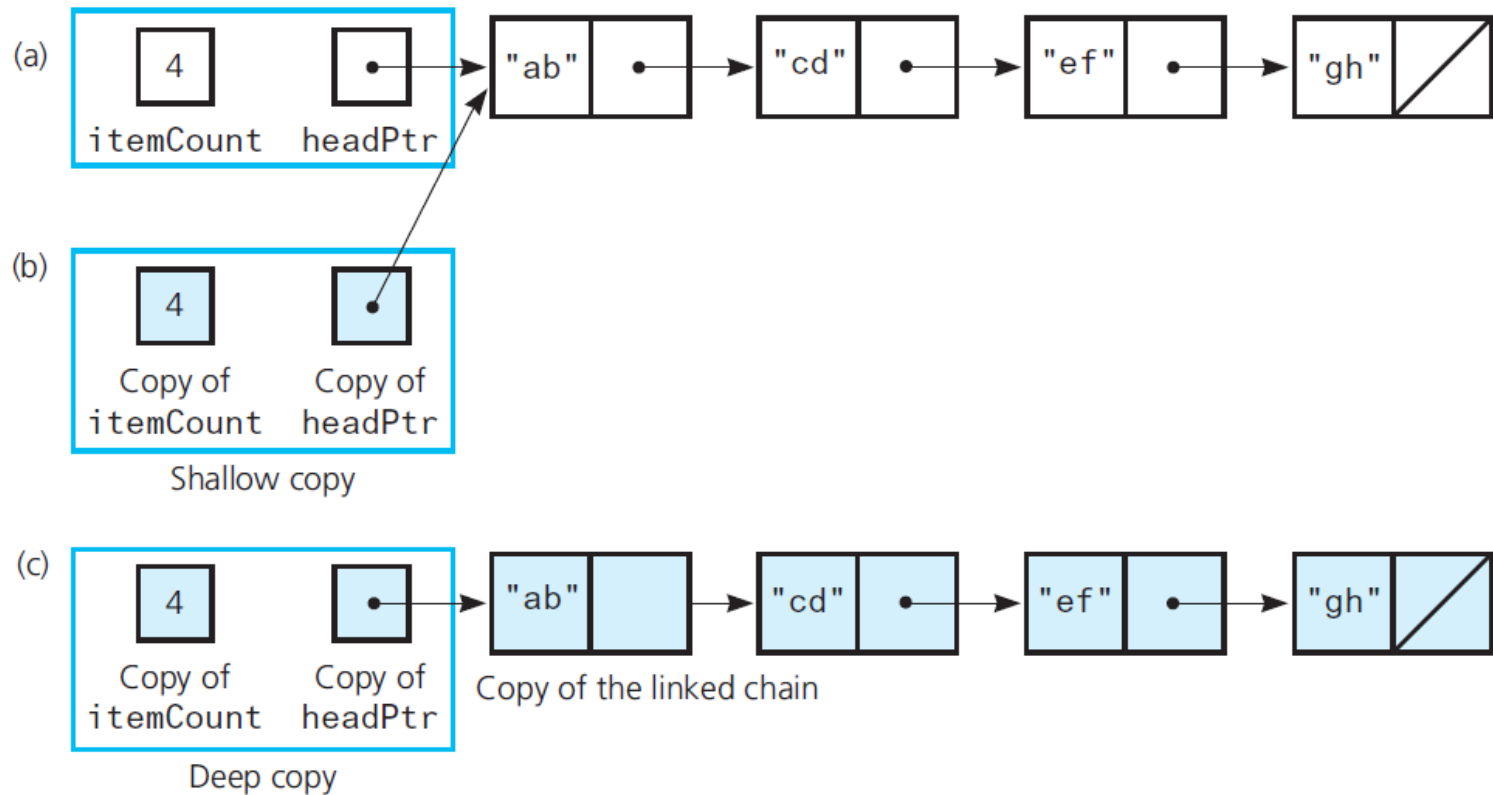 (a)
4
"ab"
"cd"
"ef"
"gh"
itemCount headPtr
(b)
4
Copy of Copy of
itemCount headPtr
Shallow copy
(c)
4
"ab"
"cd"
"ef"
"gh"
Copy of Copy of
itemCount headPtr
Copy of the linked chain
Deep copy